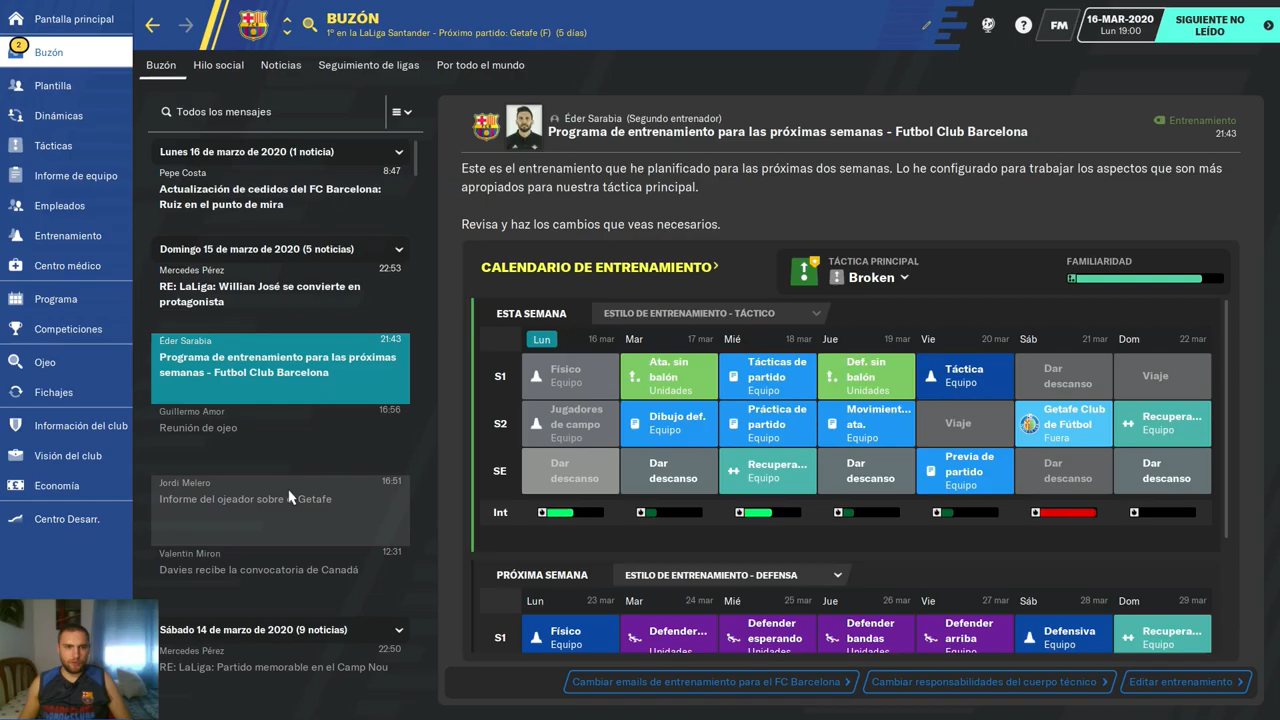 Pantalla principal
2
Buzón
Plantilla
Dinámicas
Tácticas
Informe de equipo
Empleados
Entrenamiento
Centro médico
Programa
Competiciones
Ojeo
Fichajes
Información del club
Visión del club
Economía
Centro Desarr.
BUZÓN
1º en la LaLiga Santander - Próximo partido: Getafe (F) (5 días)
?
FM
16-MAR-2020
Lun 19:00
SIGUIENTE NO
LEÍDO
Buzón
Hilo social
Noticias
Seguimiento de ligas
Por todo el mundo
Todos los mensajes
Lunes 16 de marzo de 2020 (1 noticia)
Pepe Costa 8:47
Actualización de cedidos del FC Barcelona:
Ruiz en el punto de mira
Domingo 15 de marzo de 2020 (5 noticias)
Mercedes Pérez 22:53
RE: LaLiga: Willian José se convierte en
protagonista
Éder Sarabia 21:43
Programa de entrenamiento para las próximas
semanas - Futbol Club Barcelona
Guillermo Amor 16:56
Reunión de ojeo
Jordi Melero 16:51
Informe del ojeador sobre Getafe
Valentin Miron 12:31
Davies recibe la convocatoria de Canadá
Sábado 14 de marzo de 2020 (9 noticias)
Mercedes Pérez 22:50
RE: LaLiga: Partido memorable en el Camp Nou
Éder Sarabia (Segundo entrenador)
Programa de entrenamiento para las próximas semanas - Futbol Club Barcelona
Entrenamiento
21:43
Este es el entrenamiento que he planificado para las próximas dos semanas. Lo he configurado para trabajar los aspectos que son más
apropiados para nuestra táctica principal.
Revisa y haz los cambios que veas necesarios.
CALENDARIO DE ENTRENAMIENTO
TÁCTICA PRINCIPAL
Broken
FAMILIARIDAD
ESTA SEMANA
ESTILO DE ENTRENAMIENTO - TÁCTICO
Lun 16 mar Mar 17 mar Mié 18 mar Jue 19 mar Vie 20 mar Sáb 21 mar Dom 22 mar
S1
Físico
Equipo
Ata. sin
balón
Unidades
Tácticas de
partido
Equipo
Def. sin
balón
Unidades
Táctica
Equipo
Dar
descanso
Viaje
S2
Jugadores
de campo
Equipo
Dibujo def.
Equipo
Práctica de
partido
Equipo
Movimient...
ata.
Equipo
Viaje
Getafe Club
de Fútbol
Fuera
Recupera...
Equipo
SE
Dar
descanso
Dar
descanso
Recupera...
Equipo
Dar
descanso
Previa de
partido
Equipo
Dar
descanso
Dar
descanso
Int
PRÓXIMA SEMANA
ESTILO DE ENTRENAMIENTO - DEFENSA
Lun 23 mar Mar 24 mar Mié 25 mar Jue 26 mar Vie 27 mar Sáb 28 mar Dom 29 mar
S1
Físico
Equipo
Defender...
Unidades
Defender
esperando
Unidades
Defender
bandas
Unidades
Defender
arriba
Unidades
Defensiva
Equipo
Recupera...
Equipo
Cambiar emails de entrenamiento para el FC Barcelona
Cambiar responsabilidades del cuerpo técnico
Editar entrenamiento